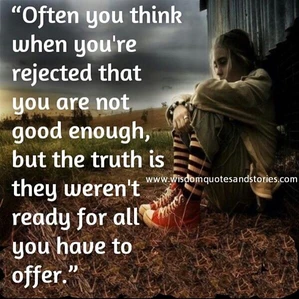 “Often you think
when you're
rejected that
you are not
good enough,
but the truth is
they weren't
www.wisdomquotesandstories.com
ready for all
you have to
offer.”